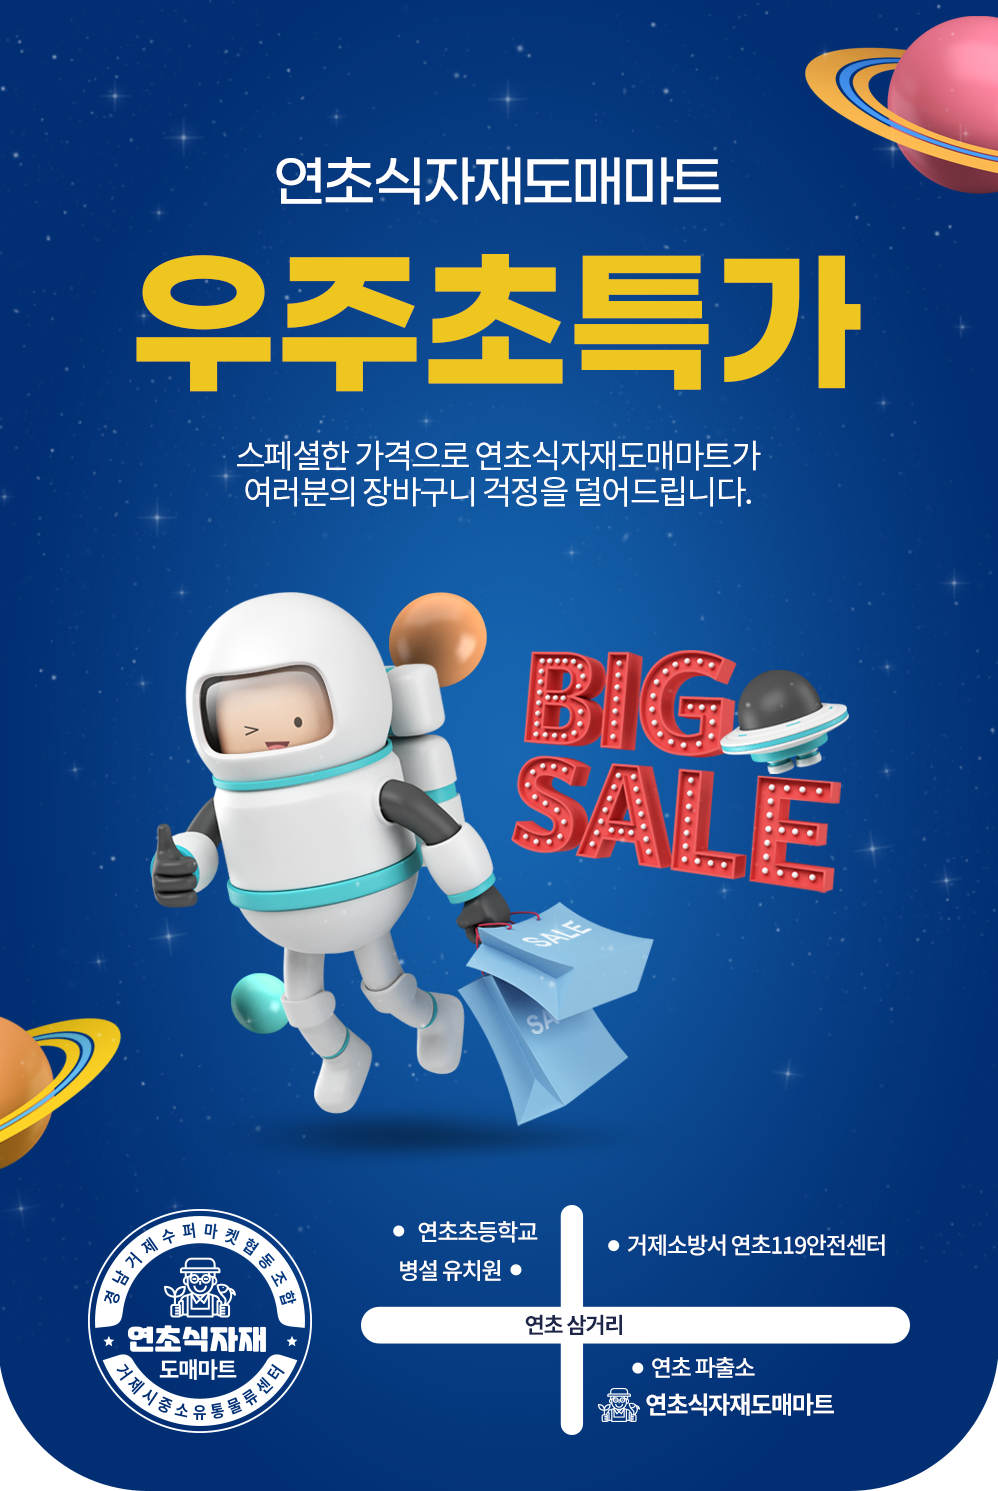 연초식자재도매마트
우주초특가
스페셜한 가격으로 연초식자재도매마트가
여러분의 장바구니 걱정을 덜어드립니다.
BIG
SALE
SALE
SA
경남거제수퍼마켓협동조합
연초식자재
도매마트
거제시중소유통물류센터
연초초등학교
병설 유치원
거제소방서 연초119안전센터
연초 삼거리
연초 파출소
연초식자재도매마트